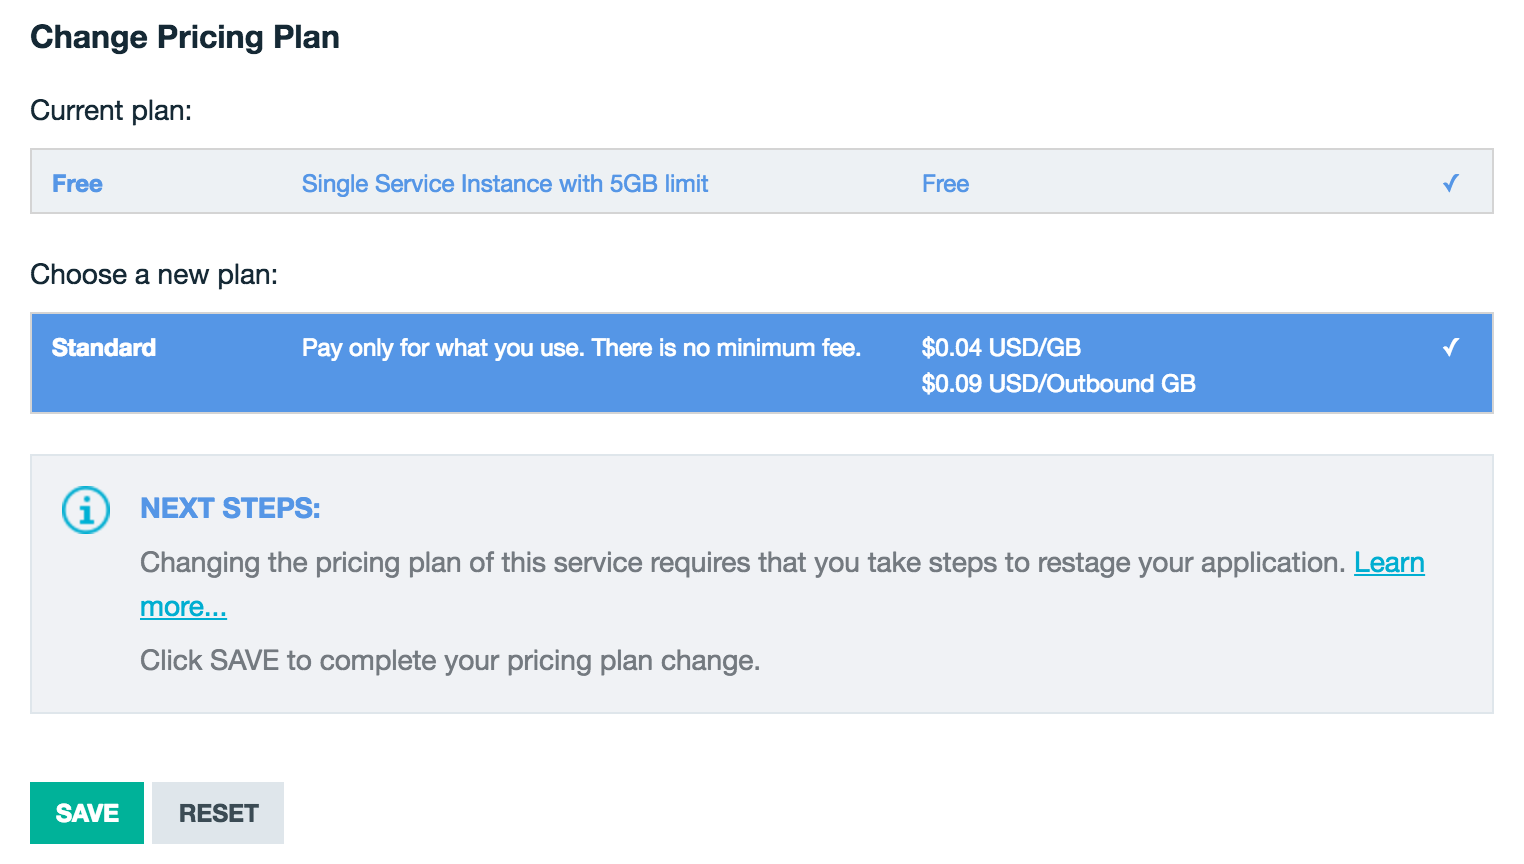 Change Pricing Plan
Current plan:
Free Single Service Instance with 5GB limit Free ✓
Choose a new plan:
Standard Pay only for what you use. There is no minimum fee. $0.04 USD/GB ✓
$0.09 USD/Outbound GB
NEXT STEPS:
Changing the pricing plan of this service requires that you take steps to restage your application. Learn
more...
Click SAVE to complete your pricing plan change.
SAVE RESET